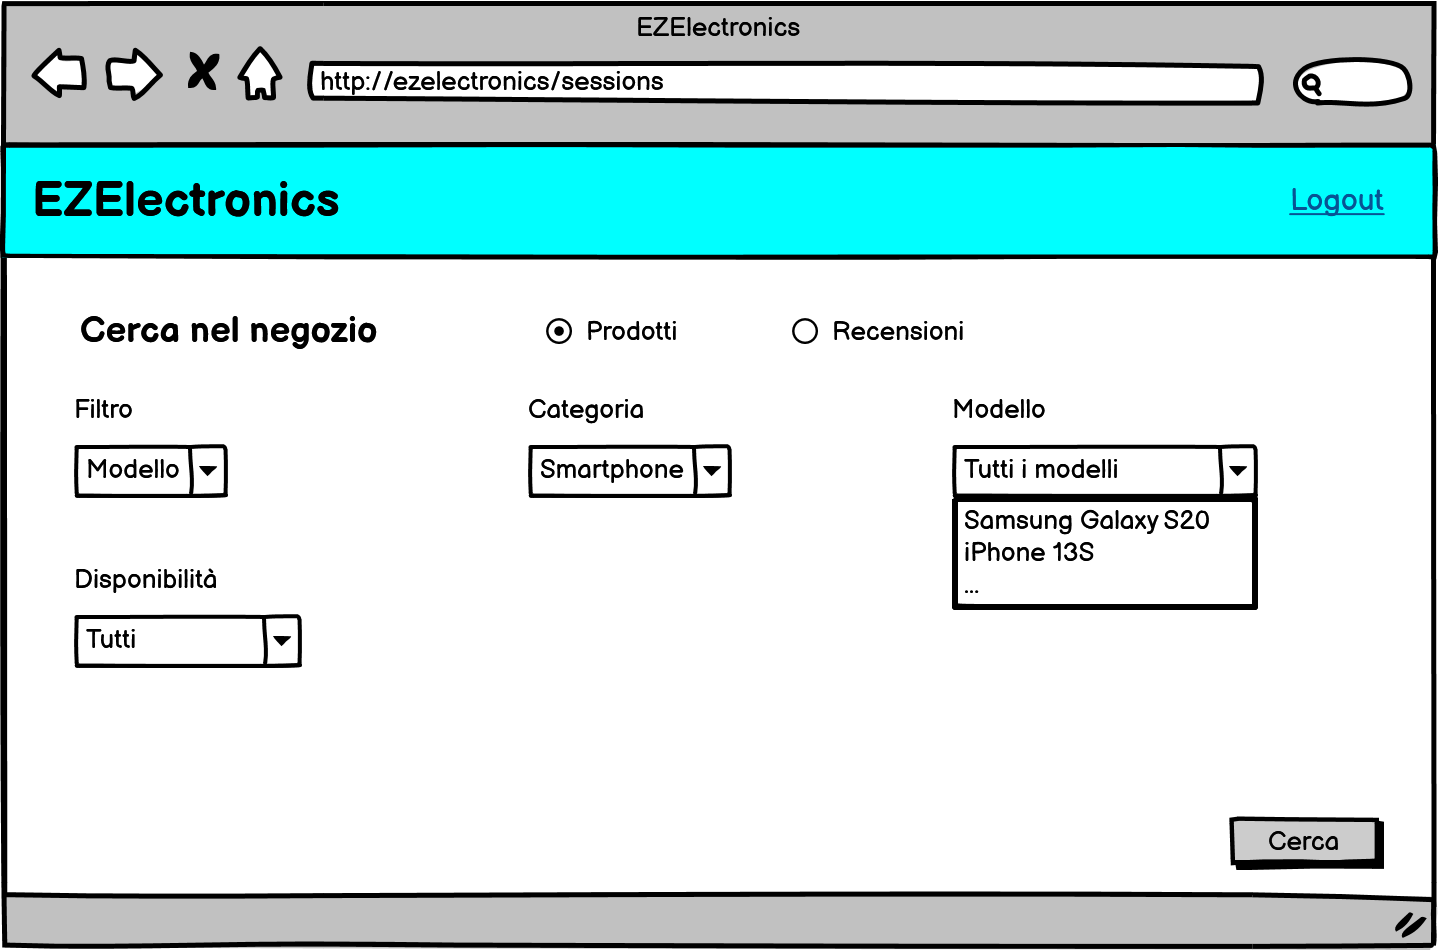 EZElectronics
http://ezelectronics/sessions
EZElectronics
Logout
Cerca nel negozio
Prodotti
Recensioni
Filtro
Categoria
Modello
Modello
Smartphone
Tutti i modelli
Samsung Galaxy S20
iPhone 13S
...
Disponibilità
Tutti
Cerca